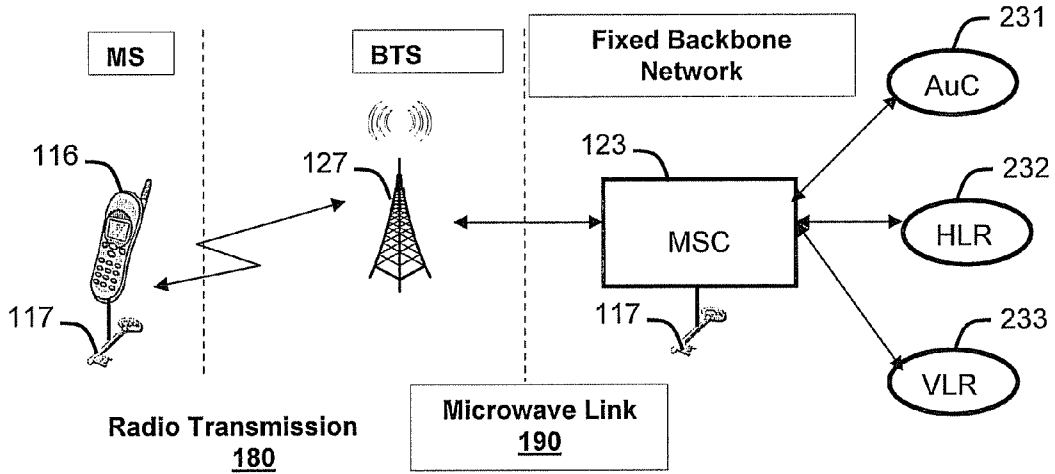 MS
BTS
Fixed Backbone
Network
231
AuC
116
127
123
232
MSC
HLR
117
117
233
VLR
Radio Transmission
180
Microwave Link
190